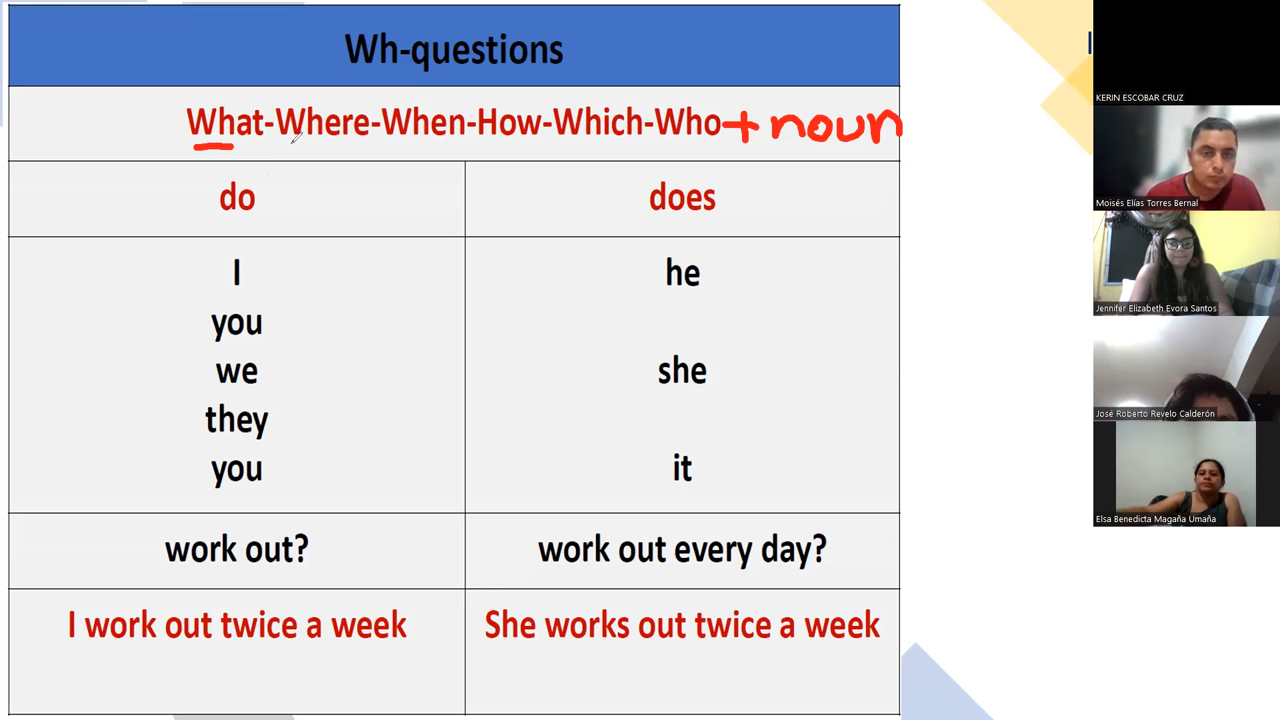 Wh-questions
What-Where-When-How-Which-Who + noun
do
does
I
he
you
we
she
they
you
it
work out?
work out every day?
I work out twice a week
She works out twice a week
I
KERIN ESCOBAR CRUZ
Moisés Elías Torres Bernal
Jennifer Elizabeth Evora Santos
José Roberto Revelo Calderón
Elsa Benedicta Magaña Umaña